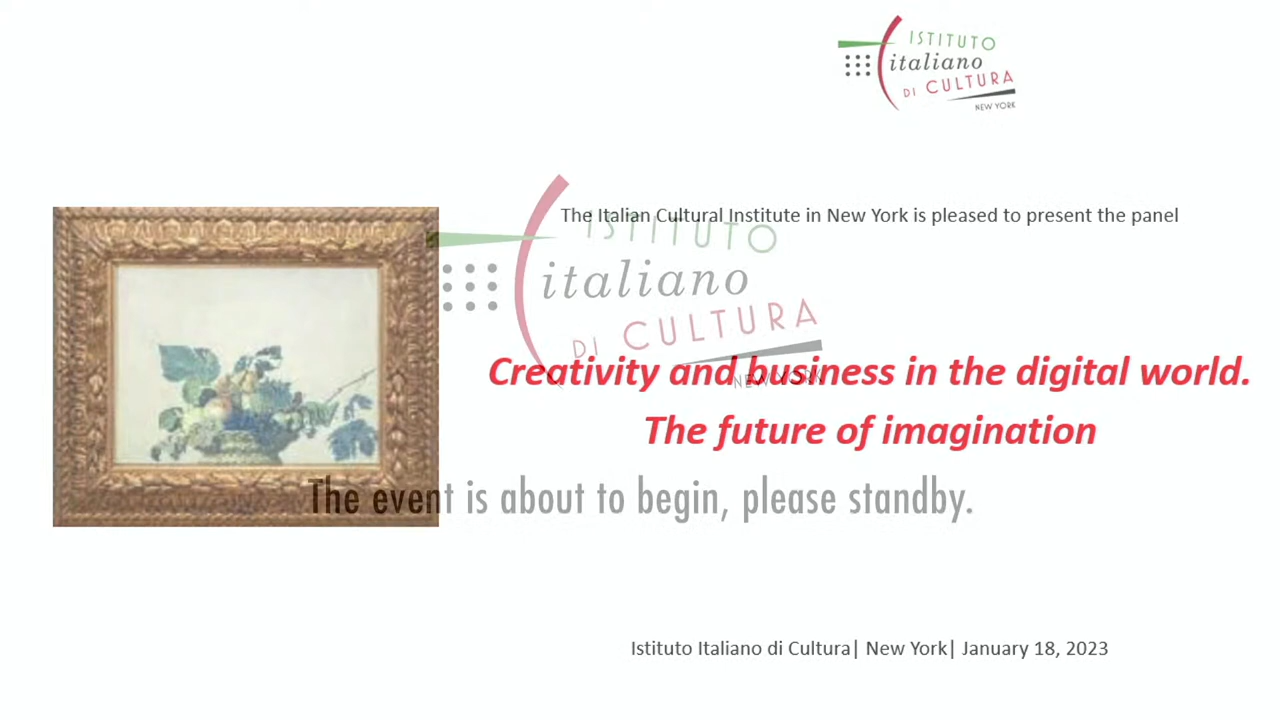 ISTITUTO
italiano
DI CULTURA
NEW YORK
The Italian Cultural Institute in New York is pleased to present the panel
ISTITUTO
italiano
DI CULTURA
NEW YORK
Creativity and business in the digital world.
The future of imagination
The event is about to begin, please standby.
Istituto Italiano di Cultura| New York| January 18, 2023